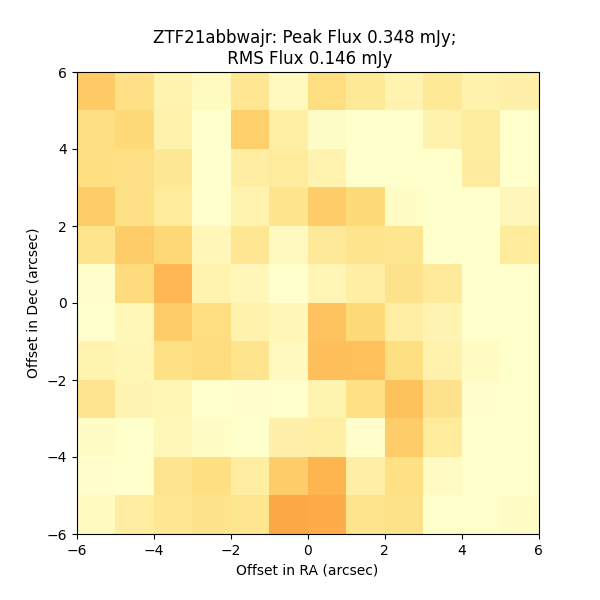 ZTF21abbwajr: Peak Flux 0.348 mJy;
RMS Flux 0.146 mJy
6
4
2
0
−2
−4
−6
Offset in Dec (arcsec)
−6 −4 −2 0 2 4 6
Offset in RA (arcsec)